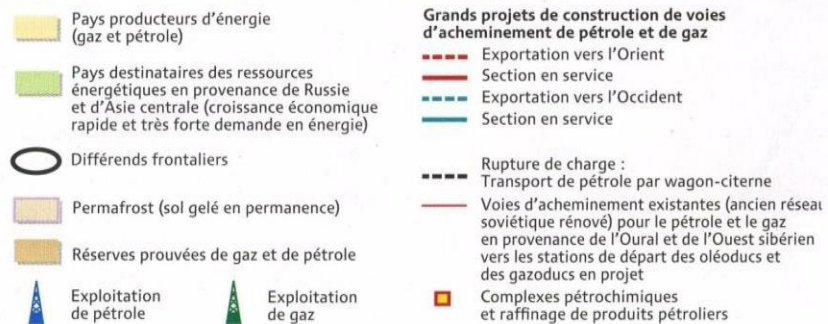 Pays producteurs d'énergie
(gaz et pétrole)
Pays destinataires des ressources
énergétiques en provenance de Russie
et d'Asie centrale (croissance économique
rapide et très forte demande en énergie)
Différends frontaliers
Permafrost (sol gelé en permanence)
Réserves prouvées de gaz et de pétrole
Exploitation
de pétrole
Exploitation
de gaz
Grands projets de construction de voies
d'acheminement de pétrole et de gaz
Exportation vers l'Orient
Section en service
Exportation vers l'Occident
Section en service
Rupture de charge :
Transport de pétrole par wagon-citerne
Voies d'acheminement existantes (ancien réseau
soviétique rénové) pour le pétrole et le gaz
en provenance de l'Oural et de l'Ouest sibérien
vers les stations de départ des oléoducs et
des gazoducs en projet
Complexes pétrochimiques
et raffinage de produits pétroliers